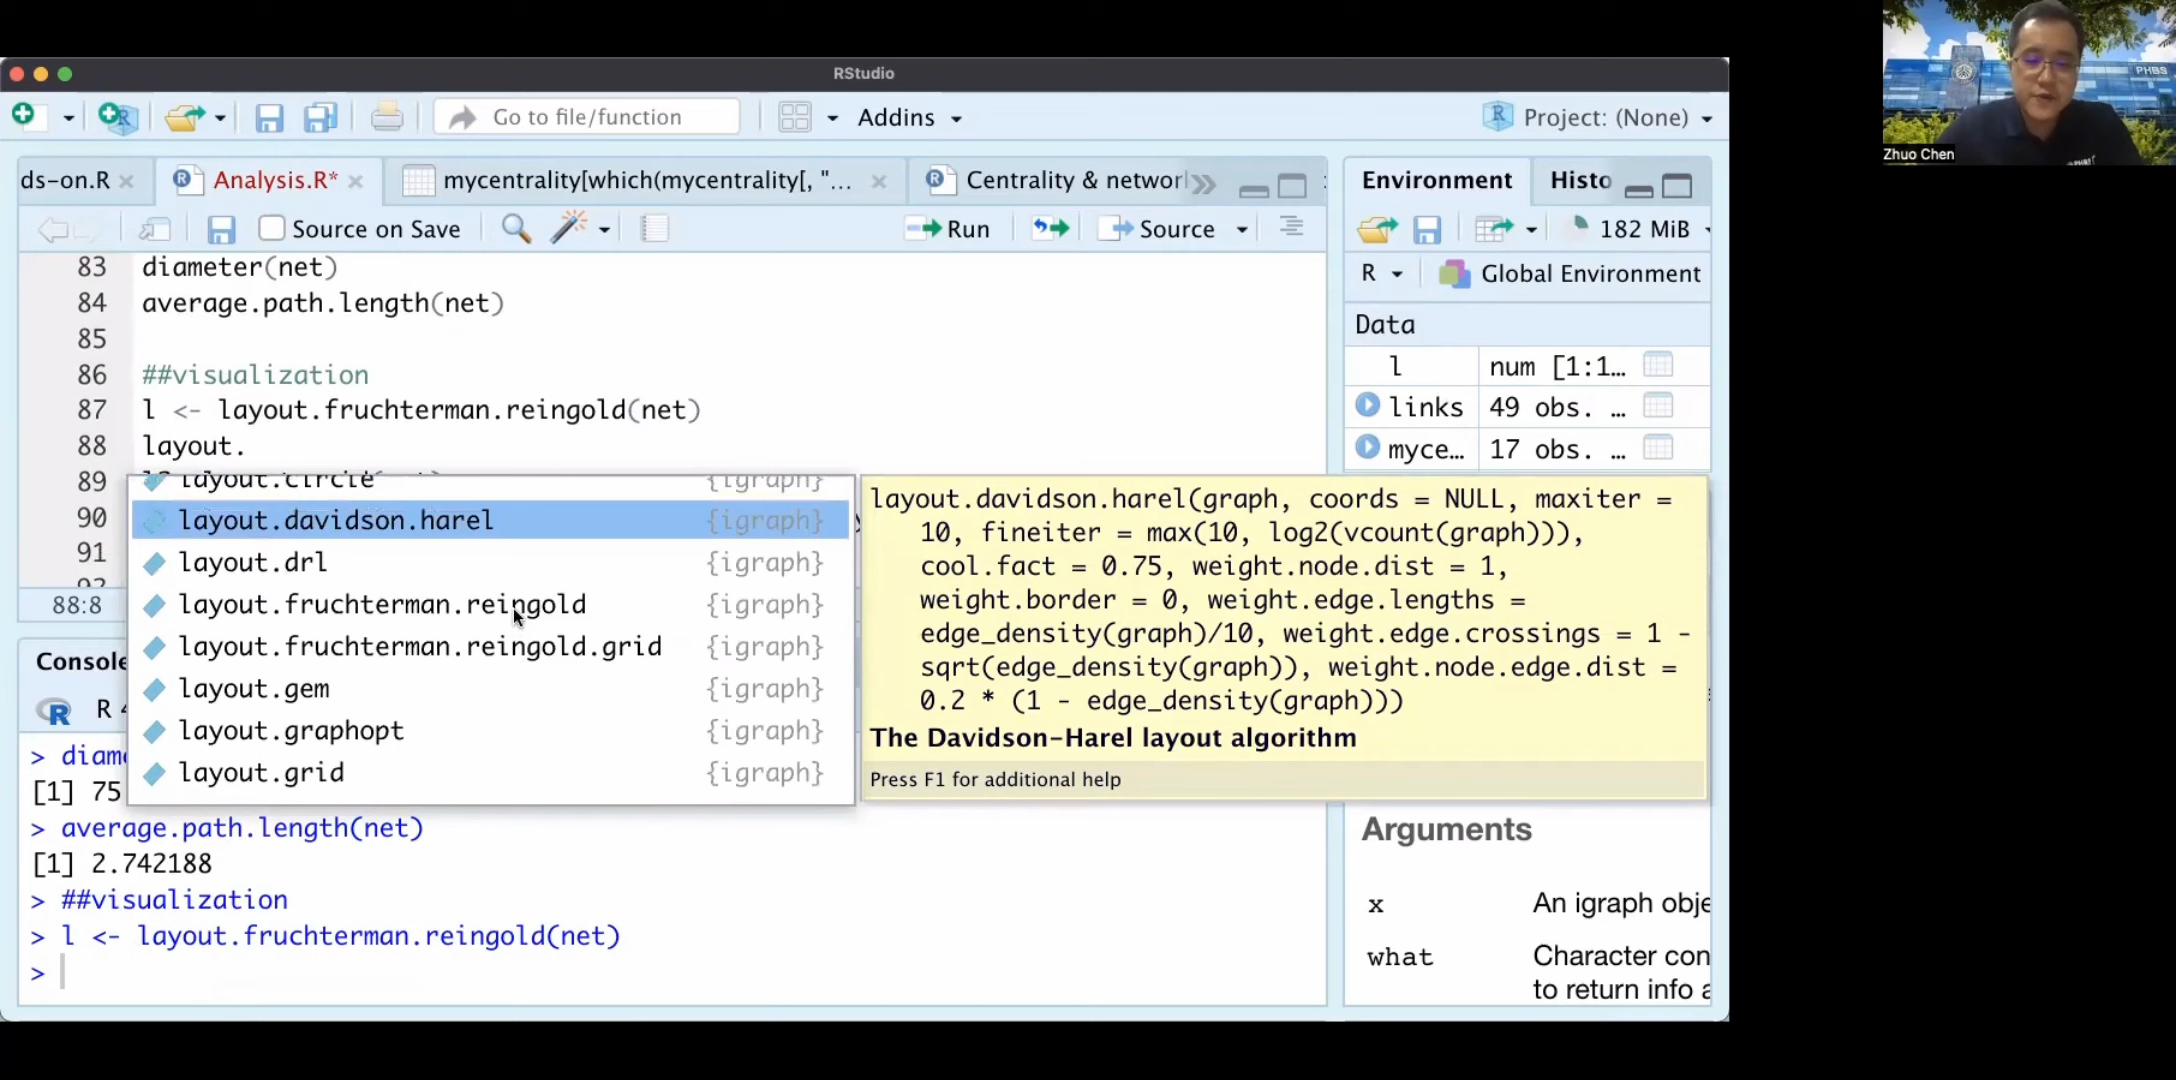 RStudio
Go to file/function
Addins
Project: (None)
ds-on.R
Analysis.R*
mycentrality[which(mycentrality[, "...
Centrality & networ
Source on Save
Run
Source
83 diameter(net)
84 average.path.length(net)
85
86 ##visualization
87 l <- layout.fruchterman.reingold(net)
88 layout.
89
90
91
88:8
layout.circle {igraph}
layout.davidson.harel {igraph}
layout.drl {igraph}
layout.fruchterman.reingold {igraph}
layout.fruchterman.reingold.grid {igraph}
layout.gem {igraph}
layout.graphopt {igraph}
layout.grid {igraph}
layout.davidson.harel(graph, coords = NULL, maxiter =
10, fineiter = max(10, log2(vcount(graph))),
cool.fact = 0.75, weight.node.dist = 1,
weight.border = 0, weight.edge.lengths =
edge_density(graph)/10, weight.edge.crossings = 1 -
sqrt(edge_density(graph)), weight.node.edge.dist =
0.2 * (1 - edge_density(graph)))
The Davidson-Harel layout algorithm
Press F1 for additional help
Console
R 4
> diame
[1] 75
> average.path.length(net)
[1] 2.742188
> ##visualization
> l <- layout.fruchterman.reingold(net)
>
Environment
Histo
182 MiB
R
Global Environment
Data
l num [1:1...
links 49 obs. ...
myce... 17 obs. ...
Arguments
x An igraph obje
what Character con
to return info a
PHBS
Zhuo Chen